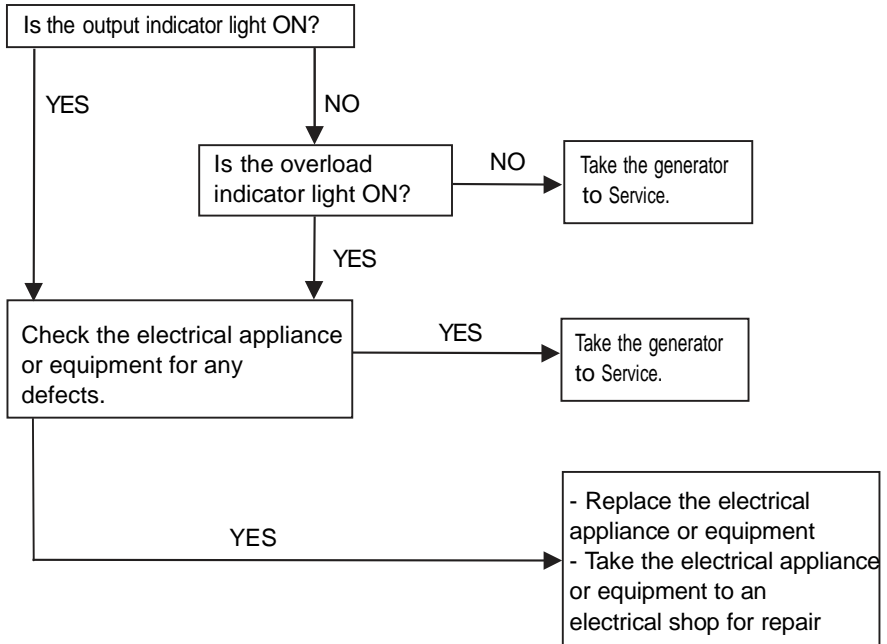 Is the output indicator light ON?
YES
NO
Is the overload
indicator light ON?
NO
Take the generator
to Service.
YES
Check the electrical appliance
or equipment for any
defects.
YES
Take the generator
to Service.
YES
- Replace the electrical
appliance or equipment
- Take the electrical appliance
or equipment to an
electrical shop for repair